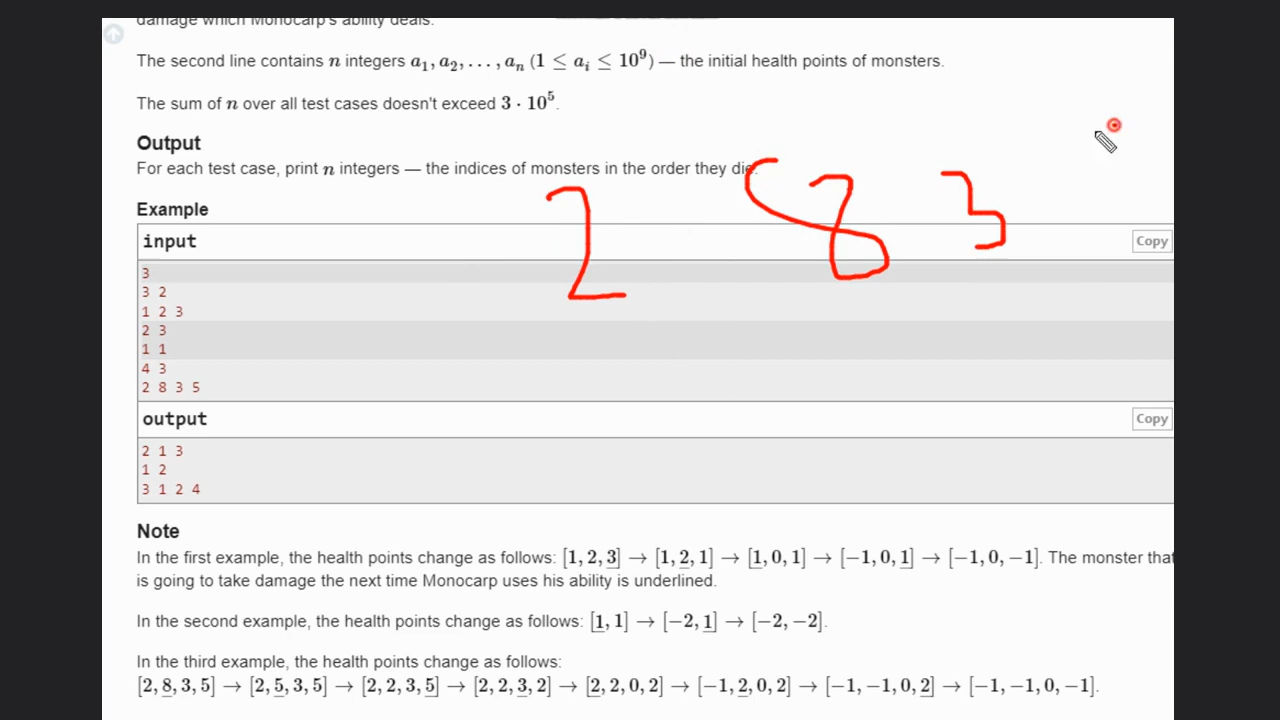 damage which Monocarp's ability deals.
The second line contains n integers a₁, a₂, …, aₙ (1 ≤ aᵢ ≤ 10⁹) — the initial health points of monsters.
The sum of n over all test cases doesn't exceed 3 · 10⁵.
Output
For each test case, print n integers — the indices of monsters in the order they die.
2 8 3
Example
input
Copy
3
3 2
1 2 3
2 3
1 1
4 3
2 8 3 5
output
Copy
2 1 3
1 2
3 1 2 4
Note
In the first example, the health points change as follows: [1, 2, 3] → [1, 2, 1] → [1, 0, 1] → [−1, 0, 1] → [−1, 0, −1]. The monster that
is going to take damage the next time Monocarp uses his ability is underlined.
In the second example, the health points change as follows: [1, 1] → [−2, 1] → [−2, −2].
In the third example, the health points change as follows:
[2, 8, 3, 5] → [2, 5, 3, 5] → [2, 2, 3, 5] → [2, 2, 3, 2] → [2, 2, 0, 2] → [−1, 2, 0, 2] → [−1, −1, 0, 2] → [−1, −1, 0, −1].